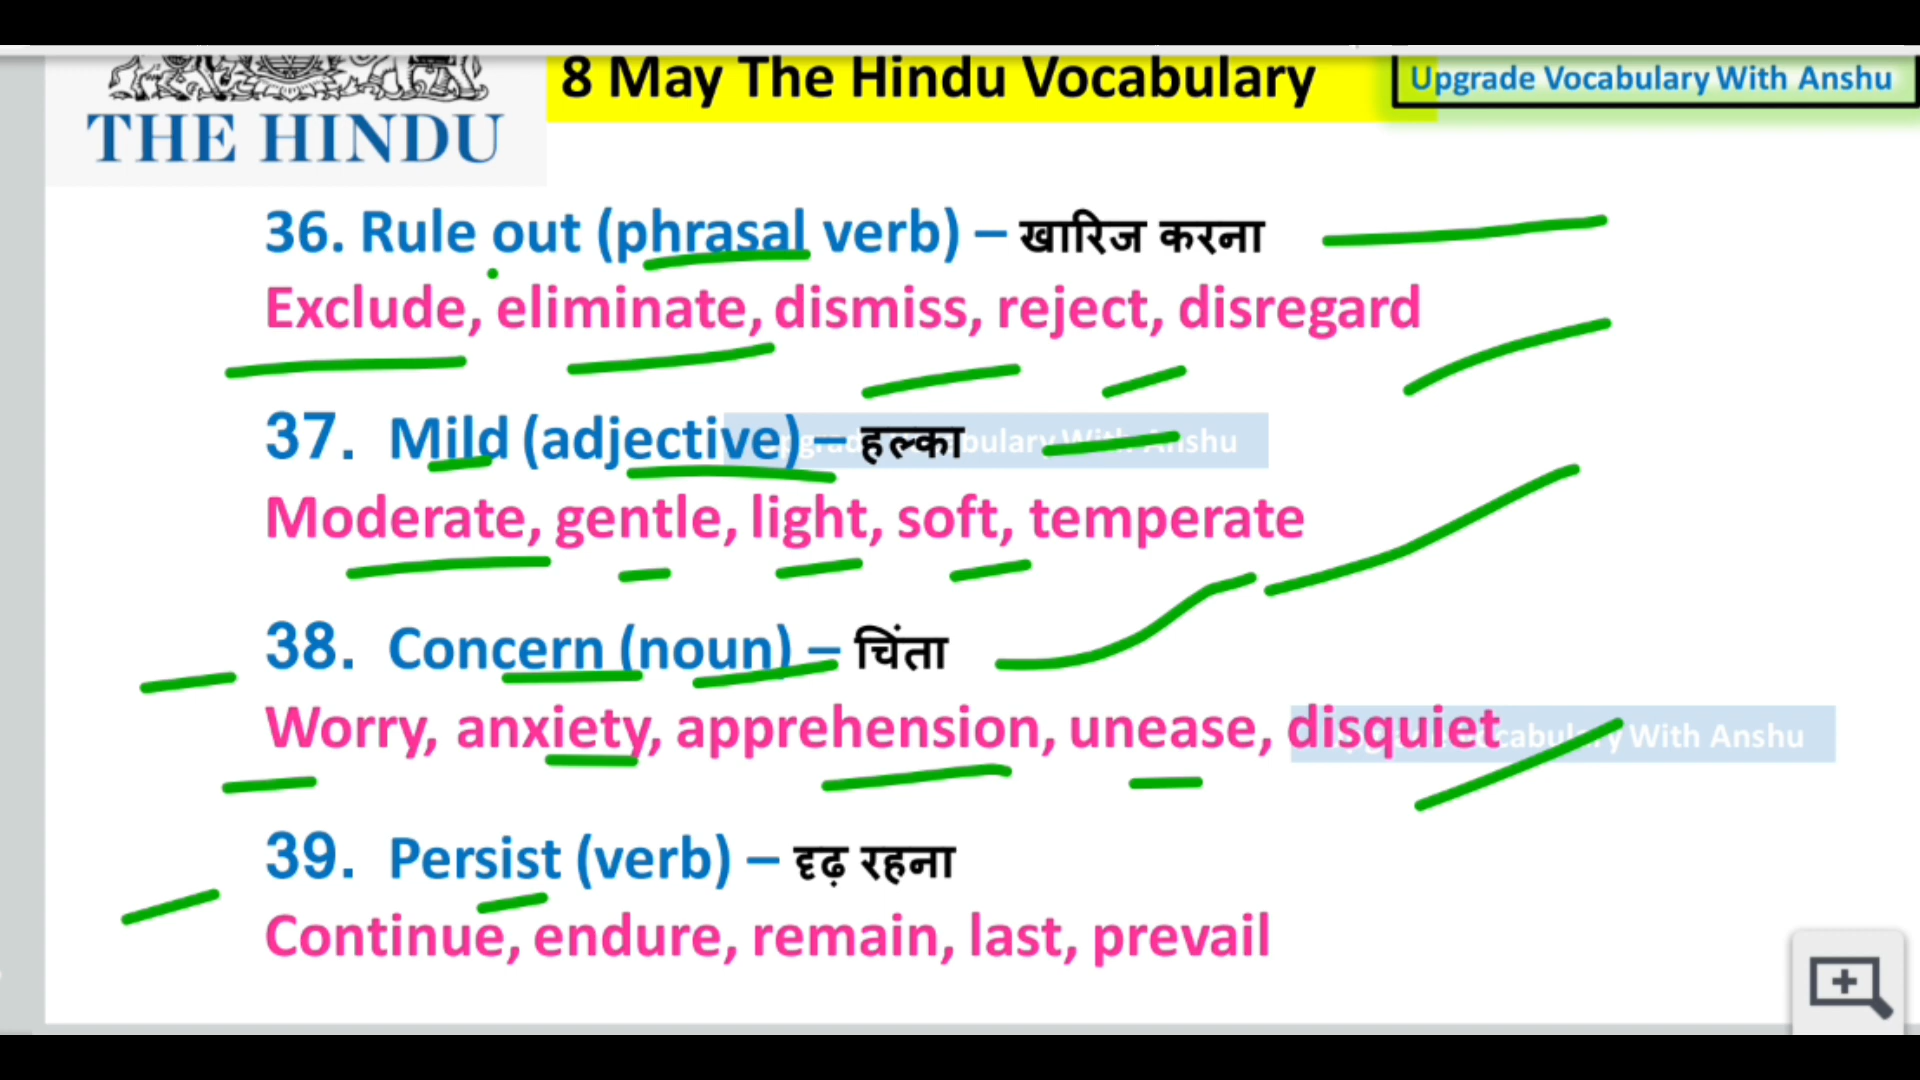 8 May The Hindu Vocabulary
Upgrade Vocabulary With Anshu
THE HINDU
36. Rule out (phrasal verb) – खारिज करना
Exclude, eliminate, dismiss, reject, disregard
37. Mild (adjective) – हल्का
Moderate, gentle, light, soft, temperate
38. Concern (noun) – चिंता
Worry, anxiety, apprehension, unease, disquiet
With Anshu
39. Persist (verb) – दृढ़ रहना
Continue, endure, remain, last, prevail